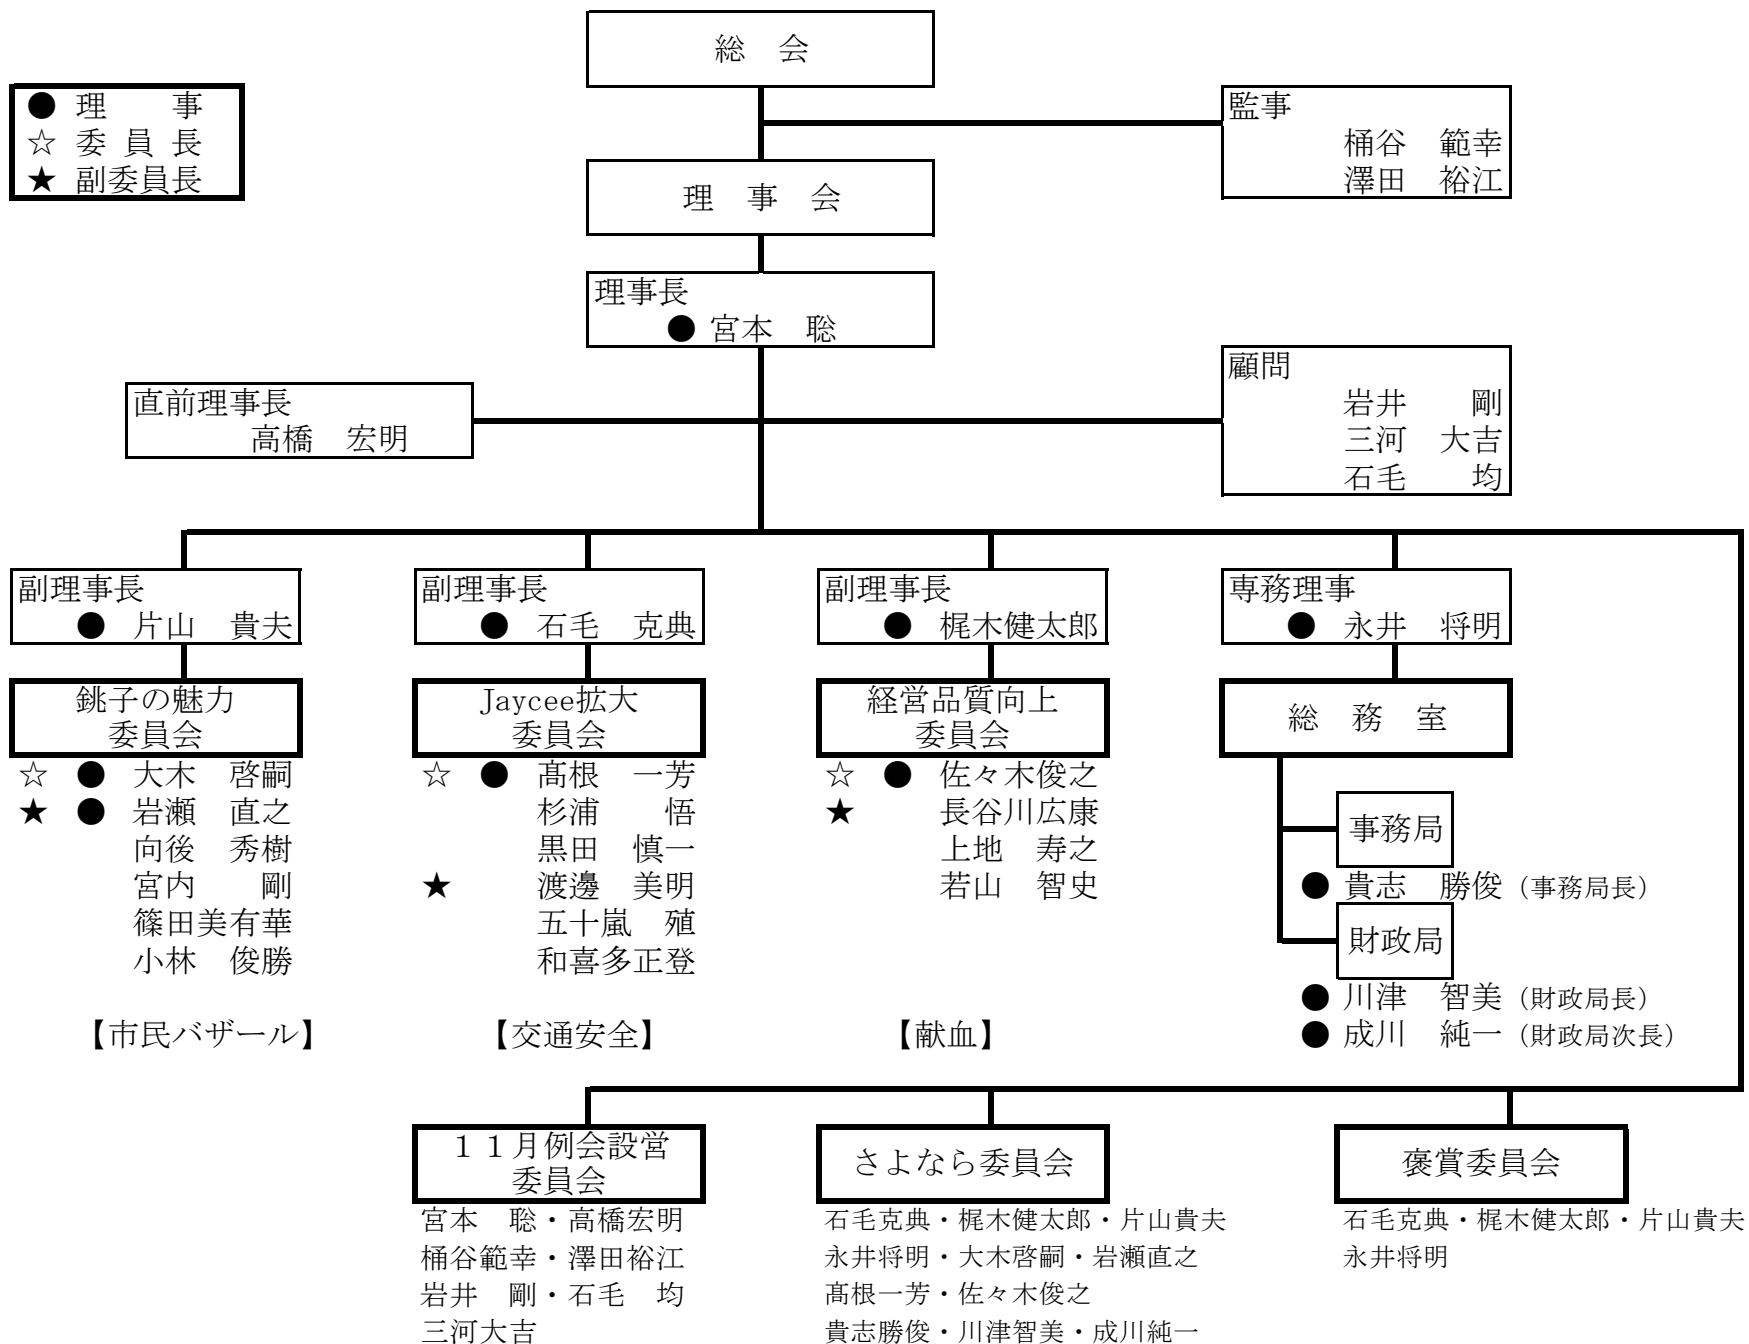 総　会
● 理　　事
☆ 委 員 長
★ 副委員長
監事
桶谷　範幸
澤田　裕江
理　事　会
理事長
● 宮本　聡
直前理事長
高橋　宏明
顧問
岩井　　剛
三河　大吉
石毛　　均
副理事長
● 片山　貴夫
銚子の魅力
委員会
☆ ● 大木　啓嗣
★ ● 岩瀬　直之
向後　秀樹
宮内　　剛
篠田美有華
小林　俊勝
【市民バザール】
副理事長
● 石毛　克典
Jaycee拡大
委員会
☆ ● 髙根　一芳
杉浦　　悟
黒田　慎一
★ 渡邊　美明
五十嵐　殖
和喜多正登
【交通安全】
副理事長
● 梶木健太郎
経営品質向上
委員会
☆ ● 佐々木俊之
★ 長谷川広康
上地　寿之
若山　智史
【献血】
専務理事
● 永井　将明
総　務　室
事務局
● 貴志　勝俊（事務局長）
財政局
● 川津　智美（財政局長）
● 成川　純一（財政局次長）
１１月例会設営
委員会
宮本　聡・高橋宏明
桶谷範幸・澤田裕江
岩井　剛・石毛　均
三河大吉
さよなら委員会
石毛克典・梶木健太郎・片山貴夫
永井将明・大木啓嗣・岩瀬直之
髙根一芳・佐々木俊之
貴志勝俊・川津智美・成川純一
褒賞委員会
石毛克典・梶木健太郎・片山貴夫
永井将明